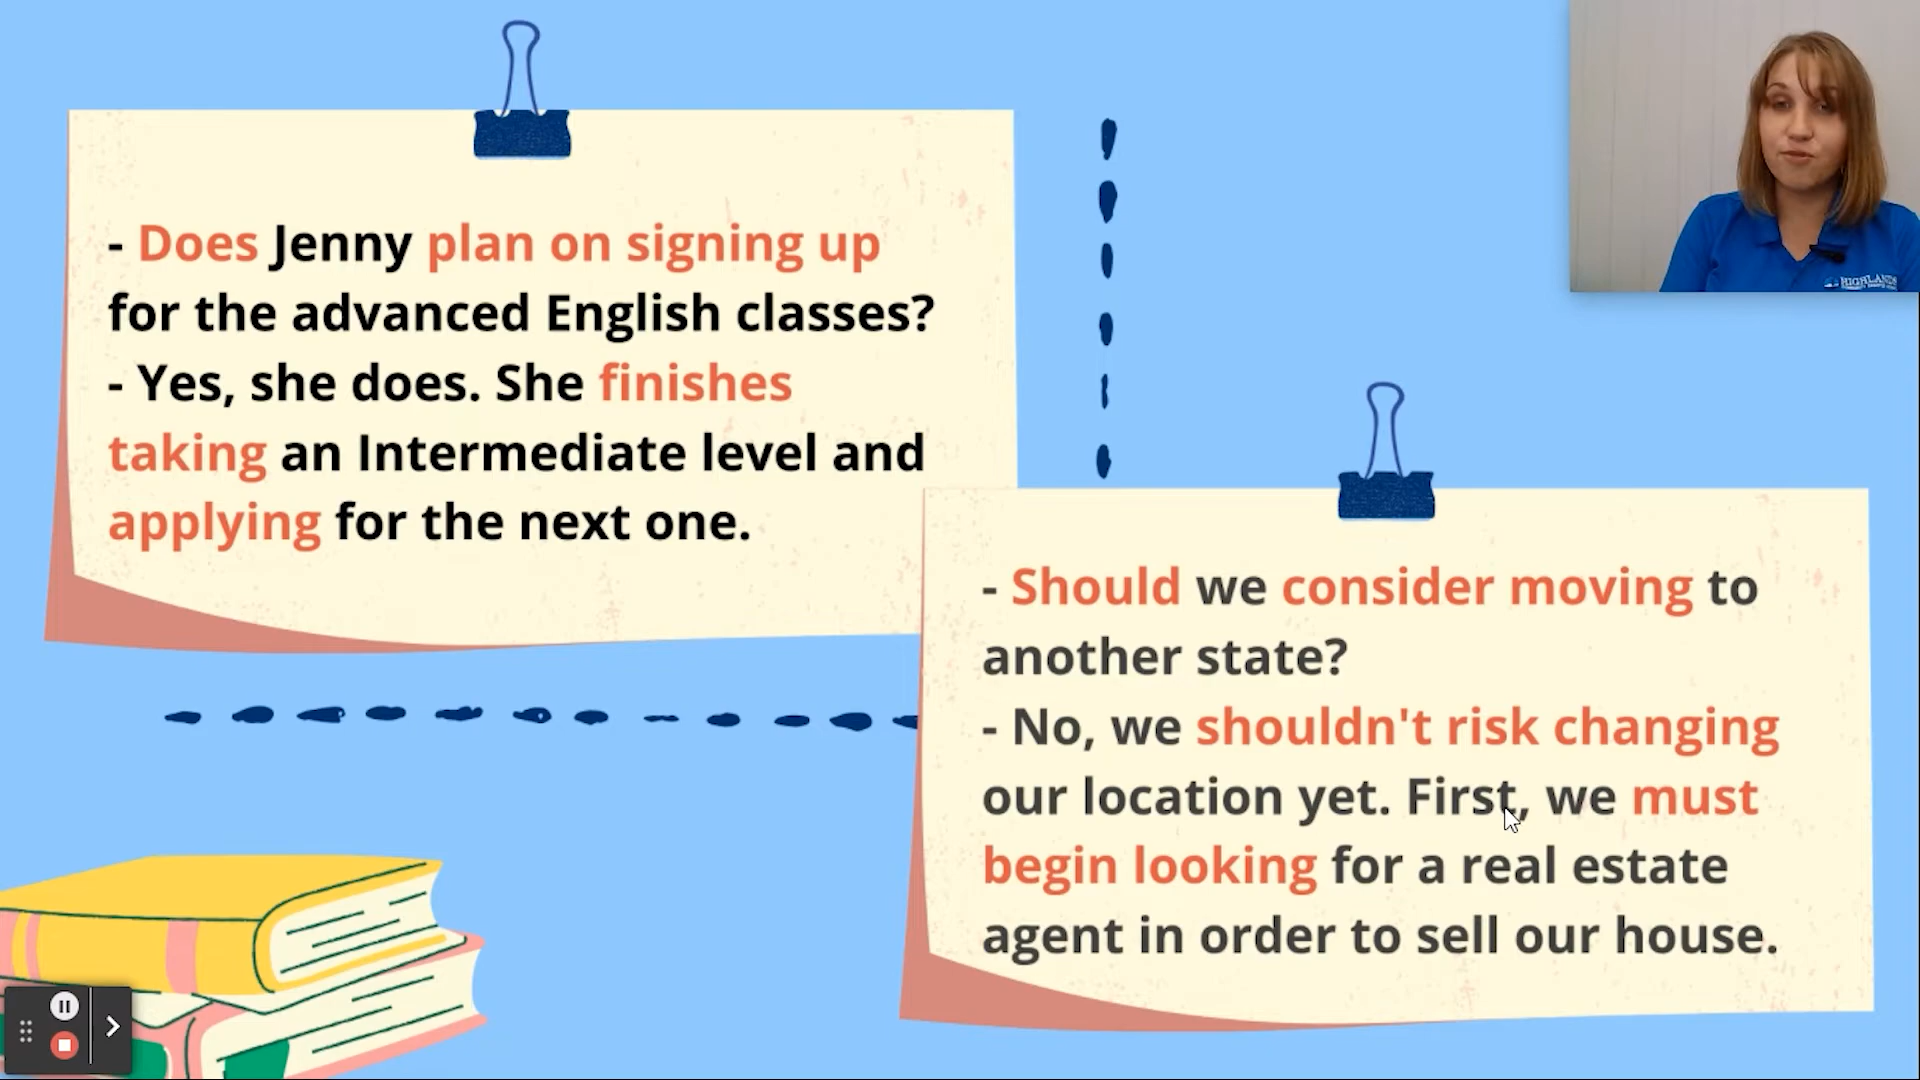 - Does Jenny plan on signing up
for the advanced English classes?
- Yes, she does. She finishes
taking an Intermediate level and
applying for the next one.
- Should we consider moving to
another state?
- No, we shouldn't risk changing
our location yet. First, we must
begin looking for a real estate
agent in order to sell our house.
HIGHLANDS